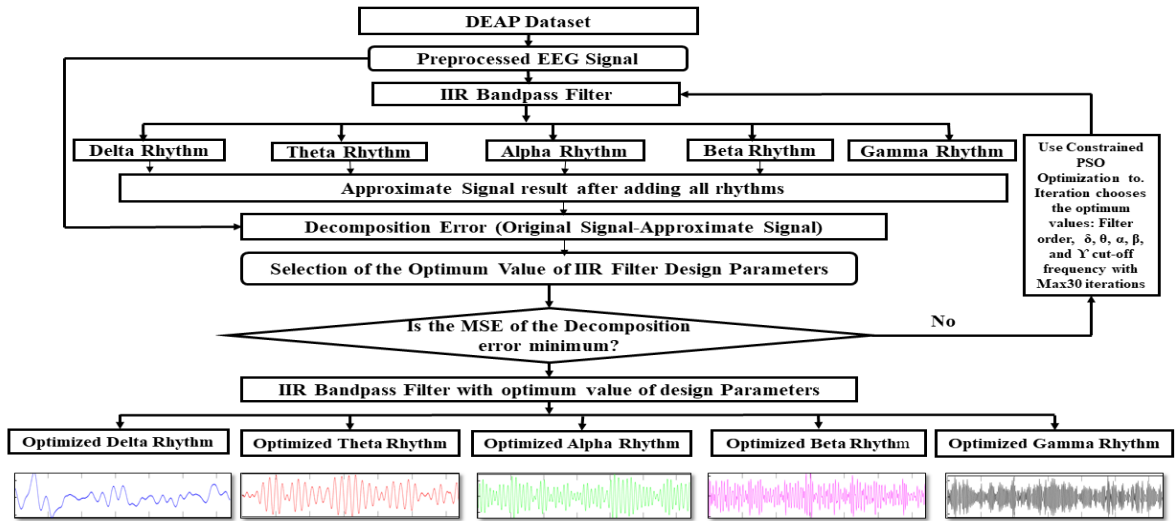 DEAP Dataset
Preprocessed EEG Signal
IIR Bandpass Filter
Delta Rhythm
Theta Rhythm
Alpha Rhythm
Beta Rhythm
Gamma Rhythm
Approximate Signal result after adding all rhythms
Decomposition Error (Original Signal-Approximate Signal)
Selection of the Optimum Value of IIR Filter Design Parameters
Is the MSE of the Decomposition
error minimum?
No
Use Constrained
PSO
Optimization to.
Iteration chooses
the optimum
values: Filter
order, δ, θ, α, β,
and ϒ cut-off
frequency with
Max30 iterations
IIR Bandpass Filter with optimum value of design Parameters
Optimized Delta Rhythm
Optimized Theta Rhythm
Optimized Alpha Rhythm
Optimized Beta Rhythm
Optimized Gamma Rhythm